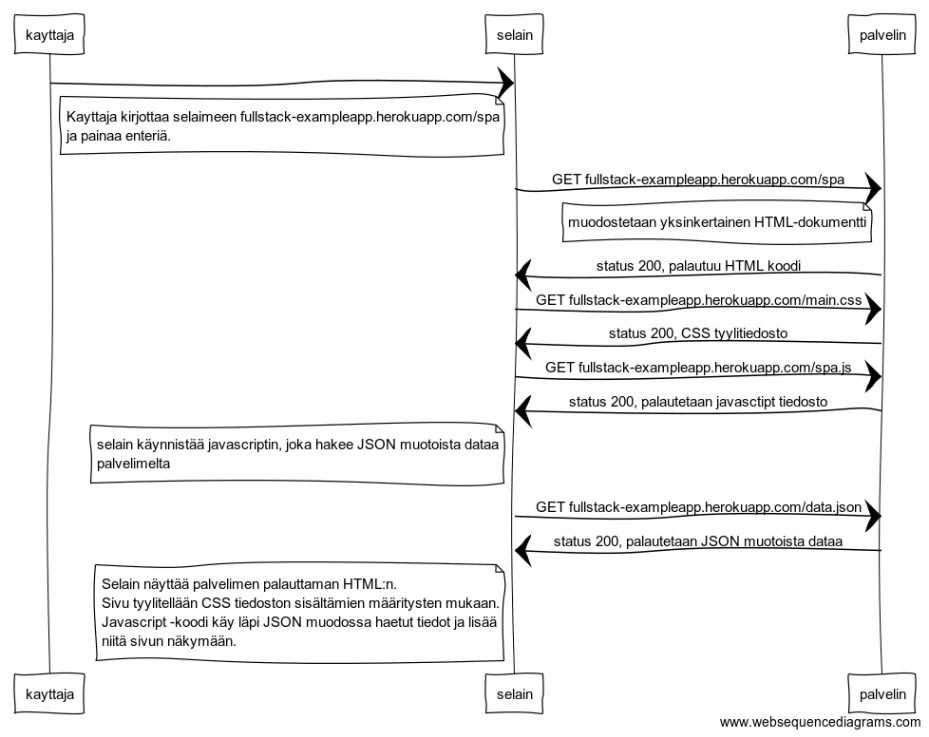 kayttaja
selain
palvelin
Kayttaja kirjottaa selaimeen fullstack-exampleapp.herokuapp.com/spa
ja painaa enteriä.
GET fullstack-exampleapp.herokuapp.com/spa
muodostetaan yksinkertainen HTML-dokumentti
status 200, palautuu HTML koodi
GET fullstack-exampleapp.herokuapp.com/main.css
status 200, CSS tyylitiedosto
GET fullstack-exampleapp.herokuapp.com/spa.js
status 200, palautetaan javasctipt tiedosto
selain käynnistää javascriptin, joka hakee JSON muotoista dataa
palvelimelta
GET fullstack-exampleapp.herokuapp.com/data.json
status 200, palautetaan JSON muotoista dataa
Selain näyttää palvelimen palauttaman HTML:n.
Sivu tyylitellään CSS tiedoston sisältämien määritysten mukaan.
Javascript -koodi käy läpi JSON muodossa haetut tiedot ja lisää
niitä sivun näkymään.
kayttaja
selain
palvelin
www.websequencediagrams.com